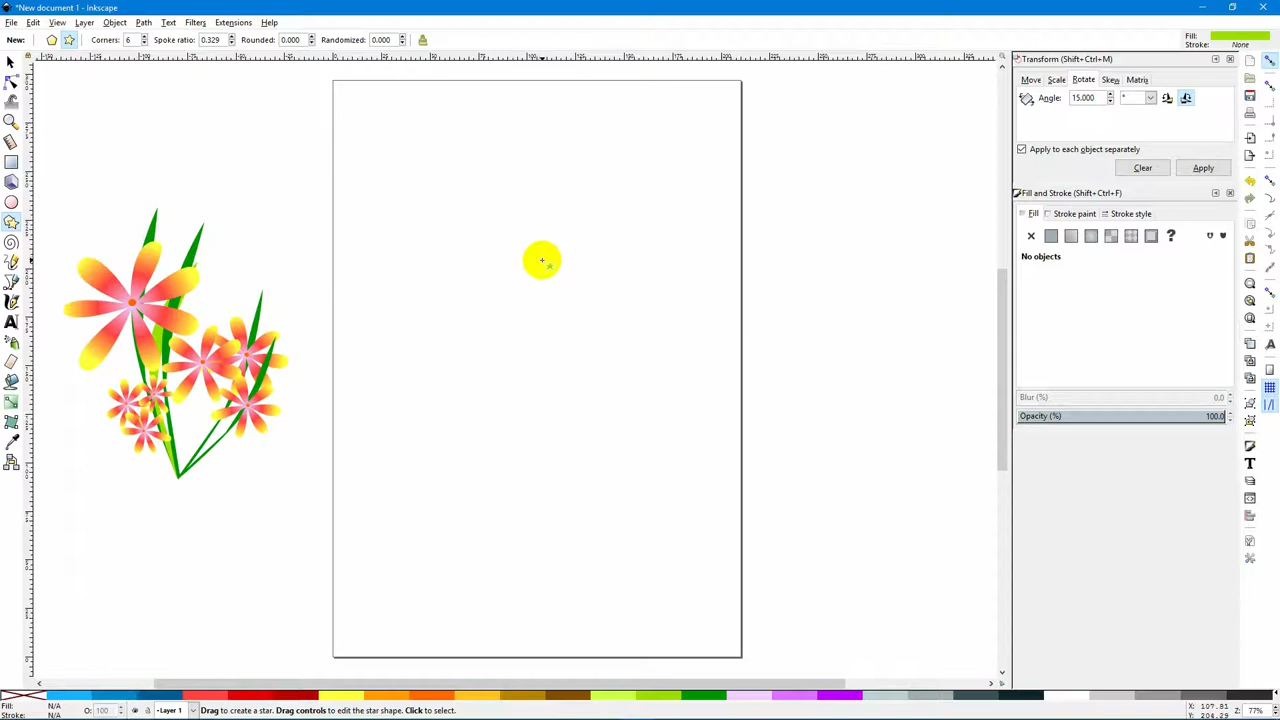 *New document 1 - Inkscape
File Edit View Layer Object Path Text Filters Extensions Help
New: Corners: 6 Spoke ratio: 0.329 Rounded: 0.000 Randomized: 0.000 Fill:
Stroke: None
Transform (Shift+Ctrl+M)
Move Scale Rotate Skew Matrix
Angle: 15.000 °
Apply to each object separately
Clear Apply
Fill and Stroke (Shift+Ctrl+F)
Fill Stroke paint Stroke style
No objects
Blur (%) 0.0
Opacity (%) 100.0
Fill: N/A
Stroke: N/A
O: 100
Layer 1
Drag to create a star. Drag controls to edit the star shape. Click to select.
X: 107.81
Y: 204.29
Z: 77%